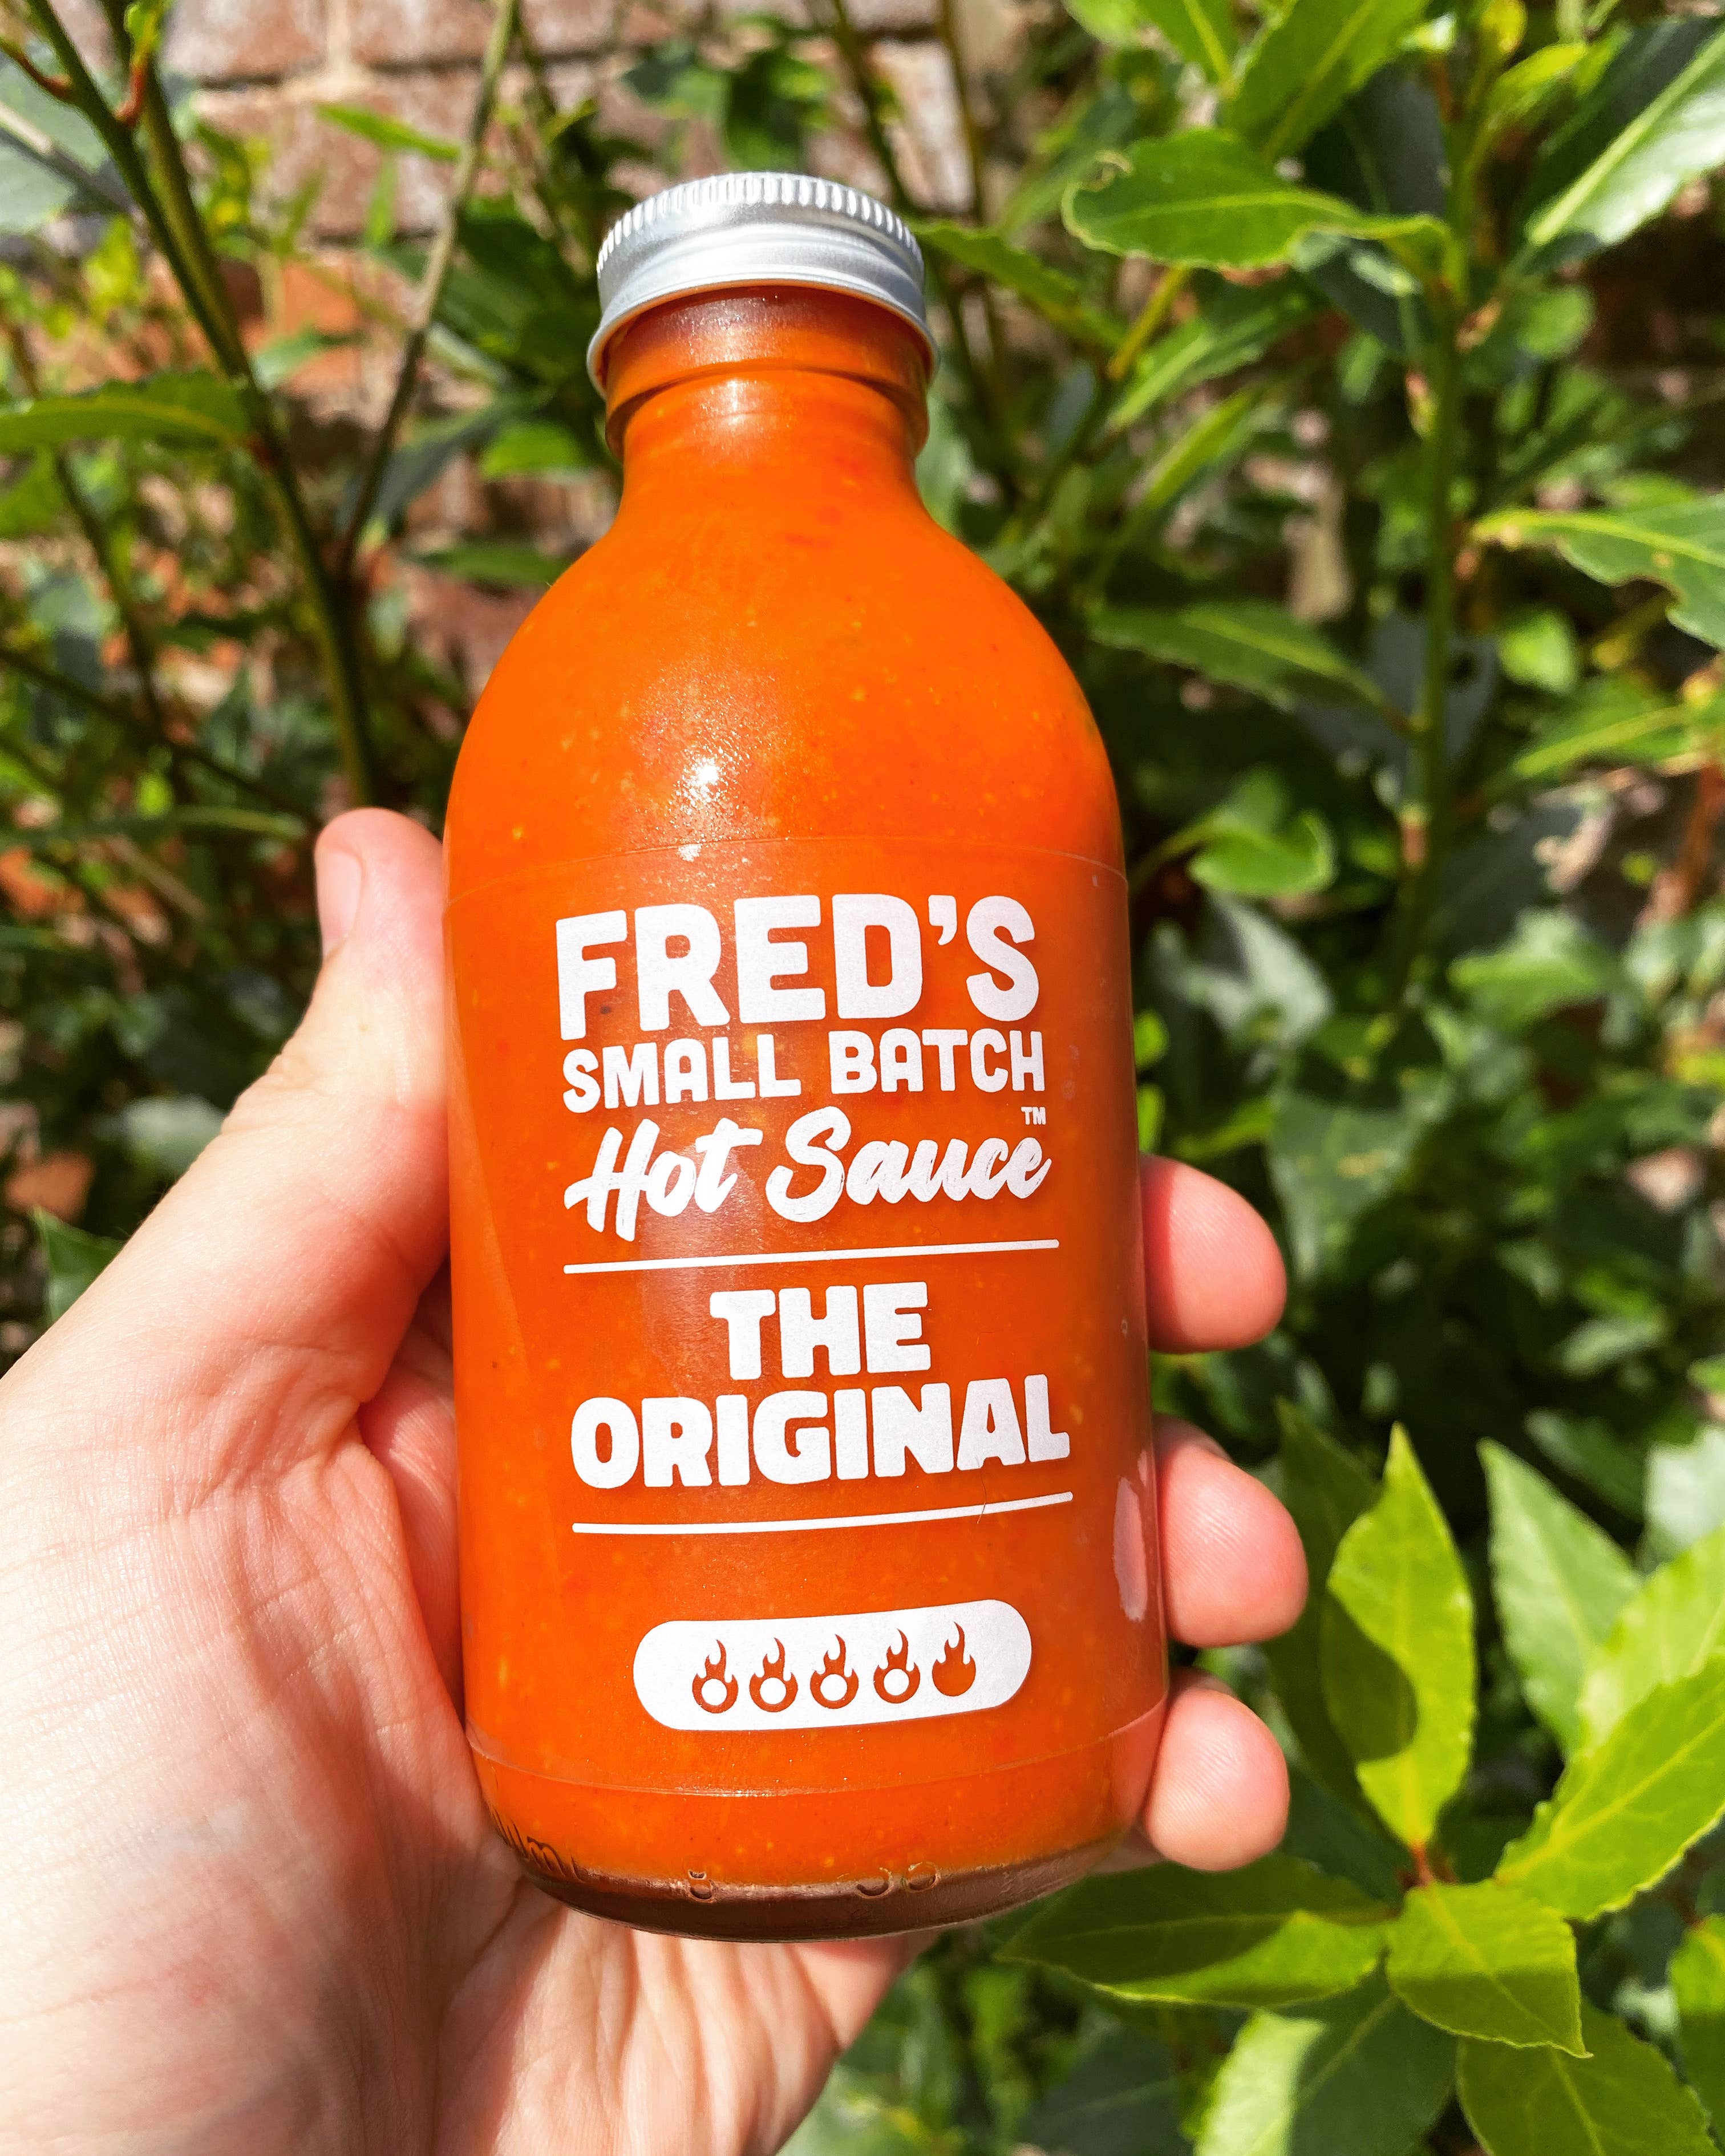 FRED'S
SMALL BATCH
Hot Sauce™
THE
ORIGINAL